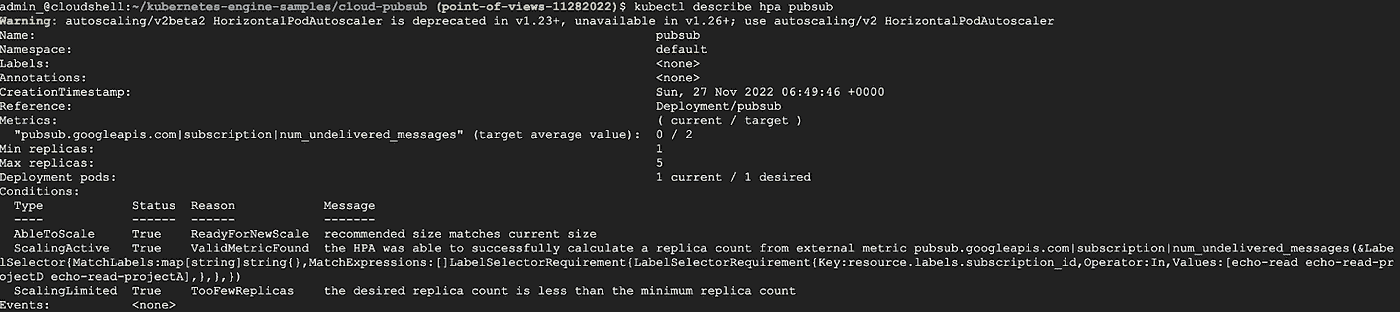 admin_@cloudshell:~/kubernetes-engine-samples/cloud-pubsub (point-of-views-11282022)$ kubectl describe hpa pubsub
Warning: autoscaling/v2beta2 HorizontalPodAutoscaler is deprecated in v1.23+, unavailable in v1.26+; use autoscaling/v2 HorizontalPodAutoscaler
Name: pubsub
Namespace: default
Labels: <none>
Annotations: <none>
CreationTimestamp: Sun, 27 Nov 2022 06:49:46 +0000
Reference: Deployment/pubsub
Metrics: ( current / target )
"pubsub.googleapis.com|subscription|num_undelivered_messages" (target average value): 0 / 2
Min replicas: 1
Max replicas: 5
Deployment pods: 1 current / 1 desired
Conditions:
Type Status Reason Message
---- ------ ------ -------
AbleToScale True ReadyForNewScale recommended size matches current size
ScalingActive True ValidMetricFound the HPA was able to successfully calculate a replica count from external metric pubsub.googleapis.com|subscription|num_undelivered_messages(&Lab
elSelector{MatchLabels:map[string]string{},MatchExpressions:[]LabelSelectorRequirement{LabelSelectorRequirement{Key:resource.labels.subscription_id,Operator:In,Values:[echo-read echo-read-pr
ojectD echo-read-projectA],},},})
ScalingLimited True TooFewReplicas the desired replica count is less than the minimum replica count
Events: <none>